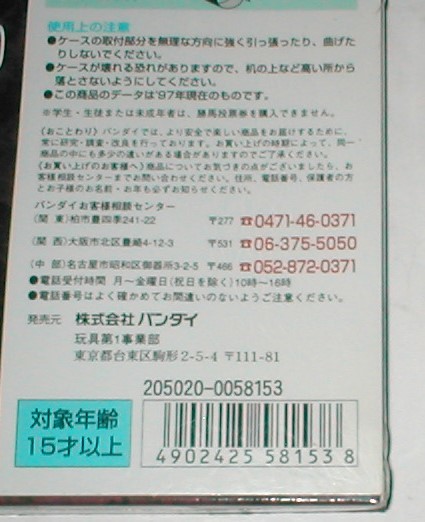 使用上の注意
●ケースの取付部分を無理な方向に強く引っ張ったり、曲げた
りしないでください。
●ケースが壊れる恐れがありますので、机の上など高い所から
落とさないようにしてください。
●この商品のデータは'97年現在のものです。
※学生・生徒または未成年者は、勝馬投票券を購入できません。
《おことわり》バンダイでは、より安全で楽しい商品をお届けするために、
常に研究・調査・改良を行っております。お買い上げの時期によって、同一
商品の中にも多少の違いがある場合がありますのでご了承ください。
《お買い上げのお客様へ》商品についてお気づきの点がございましたら、お
客様相談センターまでお問い合わせください。住所、電話番号、保護者の方
とお子様のお名前・お年も必ずお知らせください。
バンダイお客様相談センター
(関 東)柏市豊四季241-22 〒277 ☎0471-46-0371
(関 西)大阪市北区豊崎4-12-3 〒531 ☎06-375-5050
(中 部)名古屋市昭和区御器所3-2-5 〒466 ☎052-872-0371
●電話受付時間 月〜金曜日(祝日を除く)10時〜16時
●電話番号はよく確かめてお間違いのないようご注意ください。
発売元 株式会社バンダイ
玩具第1事業部
東京都台東区駒形2-5-4 〒111-81
205020-0058153
対象年齢
15才以上
4902425581538